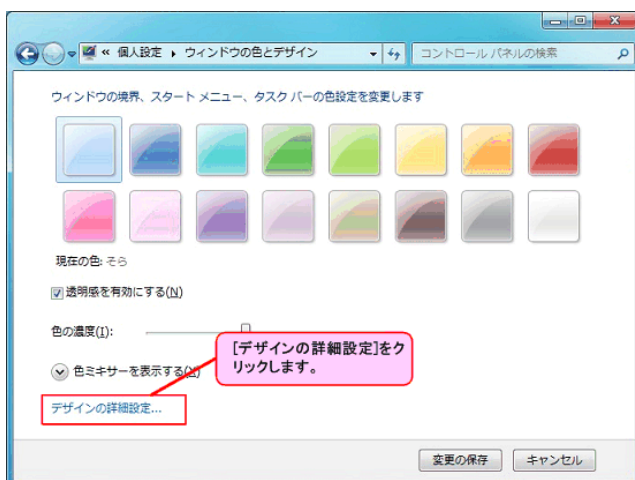 « 個人設定 ▸ ウィンドウの色とデザイン
コントロール パネルの検索
ウィンドウの境界、スタート メニュー、タスク バーの色設定を変更します
現在の色: そら
透明感を有効にする(N)
色の濃度(I):
[デザインの詳細設定]をク
リックします。
色ミキサーを表示する(X)
デザインの詳細設定...
変更の保存
キャンセル